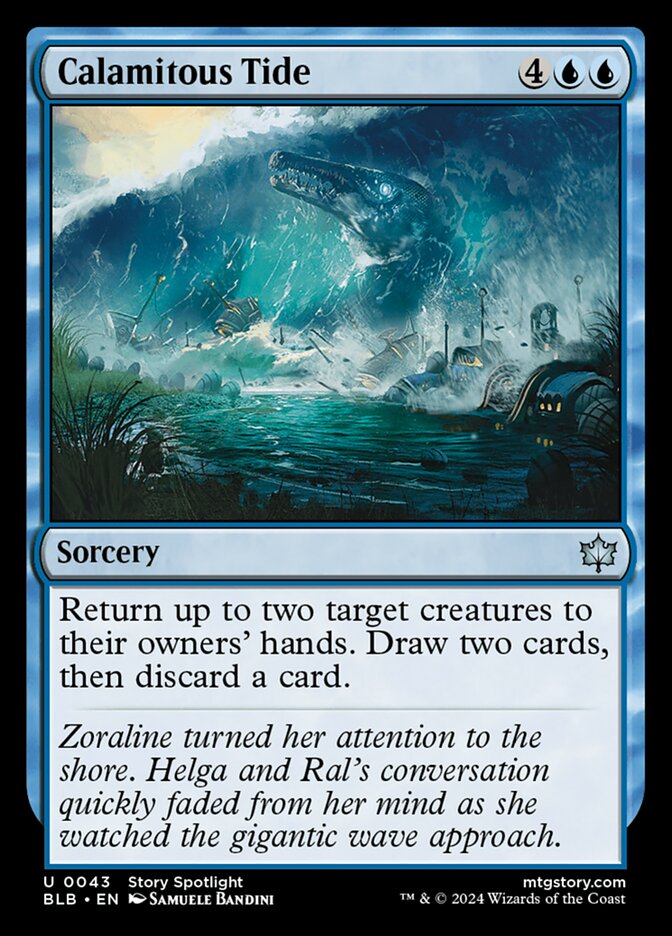 Calamitous Tide 4
Sorcery
Return up to two target creatures to
their owners’ hands. Draw two cards,
then discard a card.
Zoraline turned her attention to the
shore. Helga and Ral’s conversation
quickly faded from her mind as she
watched the gigantic wave approach.
U 0043 Story Spotlight mtgstory.com
BLB • EN Samuele Bandini ™ & © 2024 Wizards of the Coast